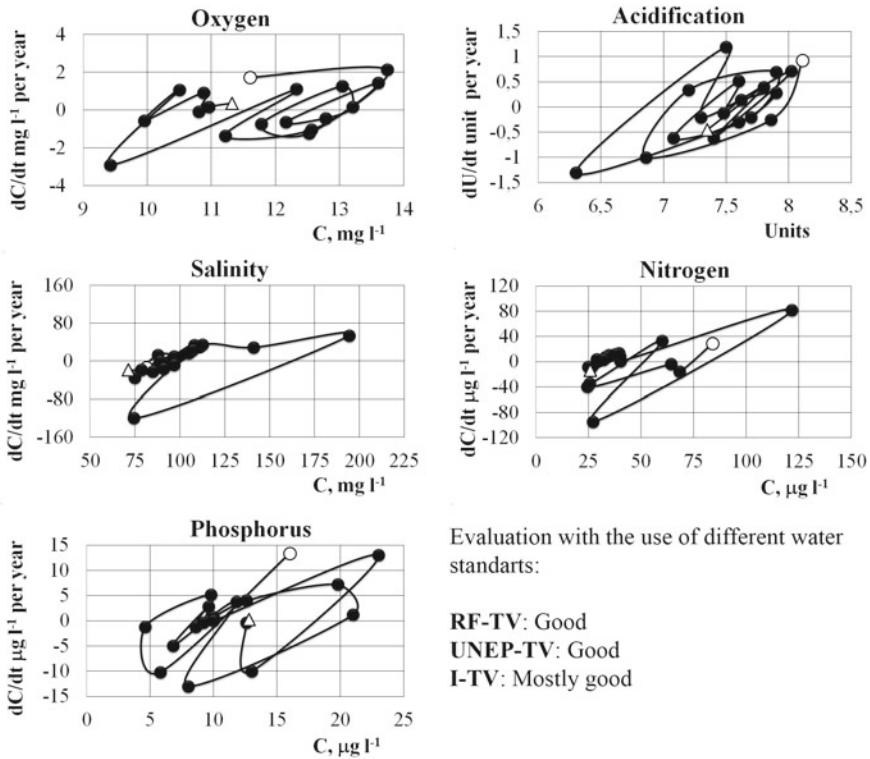 Oxygen
dC/dt mg l⁻¹ per year
4
2
0
-2
-4
9 10 11 12 13 14
C, mg l⁻¹
Acidification
dU/dt unit per year
1,5
1
0,5
0
-0,5
-1
-1,5
6 6,5 7 7,5 8 8,5
Units
Salinity
dC/dt mg l⁻¹ per year
160
80
0
-80
-160
50 75 100 125 150 175 200 225
C, mg l⁻¹
Nitrogen
dC/dt µg l⁻¹ per year
120
80
40
0
-40
-80
-120
0 25 50 75 100 125 150
C, µg l⁻¹
Phosphorus
dC/dt µg l⁻¹ per year
15
10
5
0
-5
-10
-15
0 5 10 15 20 25
C, µg l⁻¹
Evaluation with the use of different water
standarts:
RF-TV: Good
UNEP-TV: Good
I-TV: Mostly good